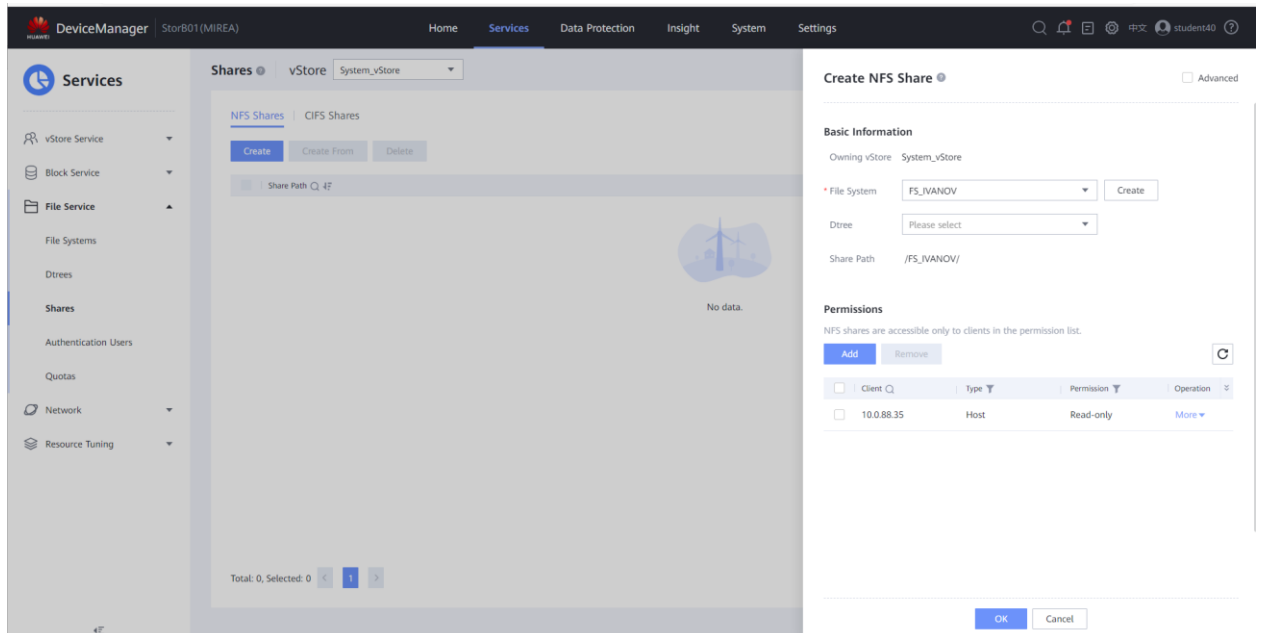 HUAWEI DeviceManager StorB01(MIREA) Home Services Data Protection Insight System Settings 中文 student40
Services
vStore Service
Block Service
File Service
File Systems
Dtrees
Shares
Authentication Users
Quotas
Network
Resource Tuning
Shares vStore System_vStore
NFS Shares CIFS Shares
Create Create From Delete
Share Path
No data.
Total: 0, Selected: 0 < 1 >
Create NFS Share Advanced
Basic Information
Owning vStore System_vStore
* File System FS_IVANOV Create
Dtree Please select
Share Path /FS_IVANOV/
Permissions
NFS shares are accessible only to clients in the permission list.
Add Remove
Client Type Permission Operation
10.0.88.35 Host Read-only More
OK Cancel